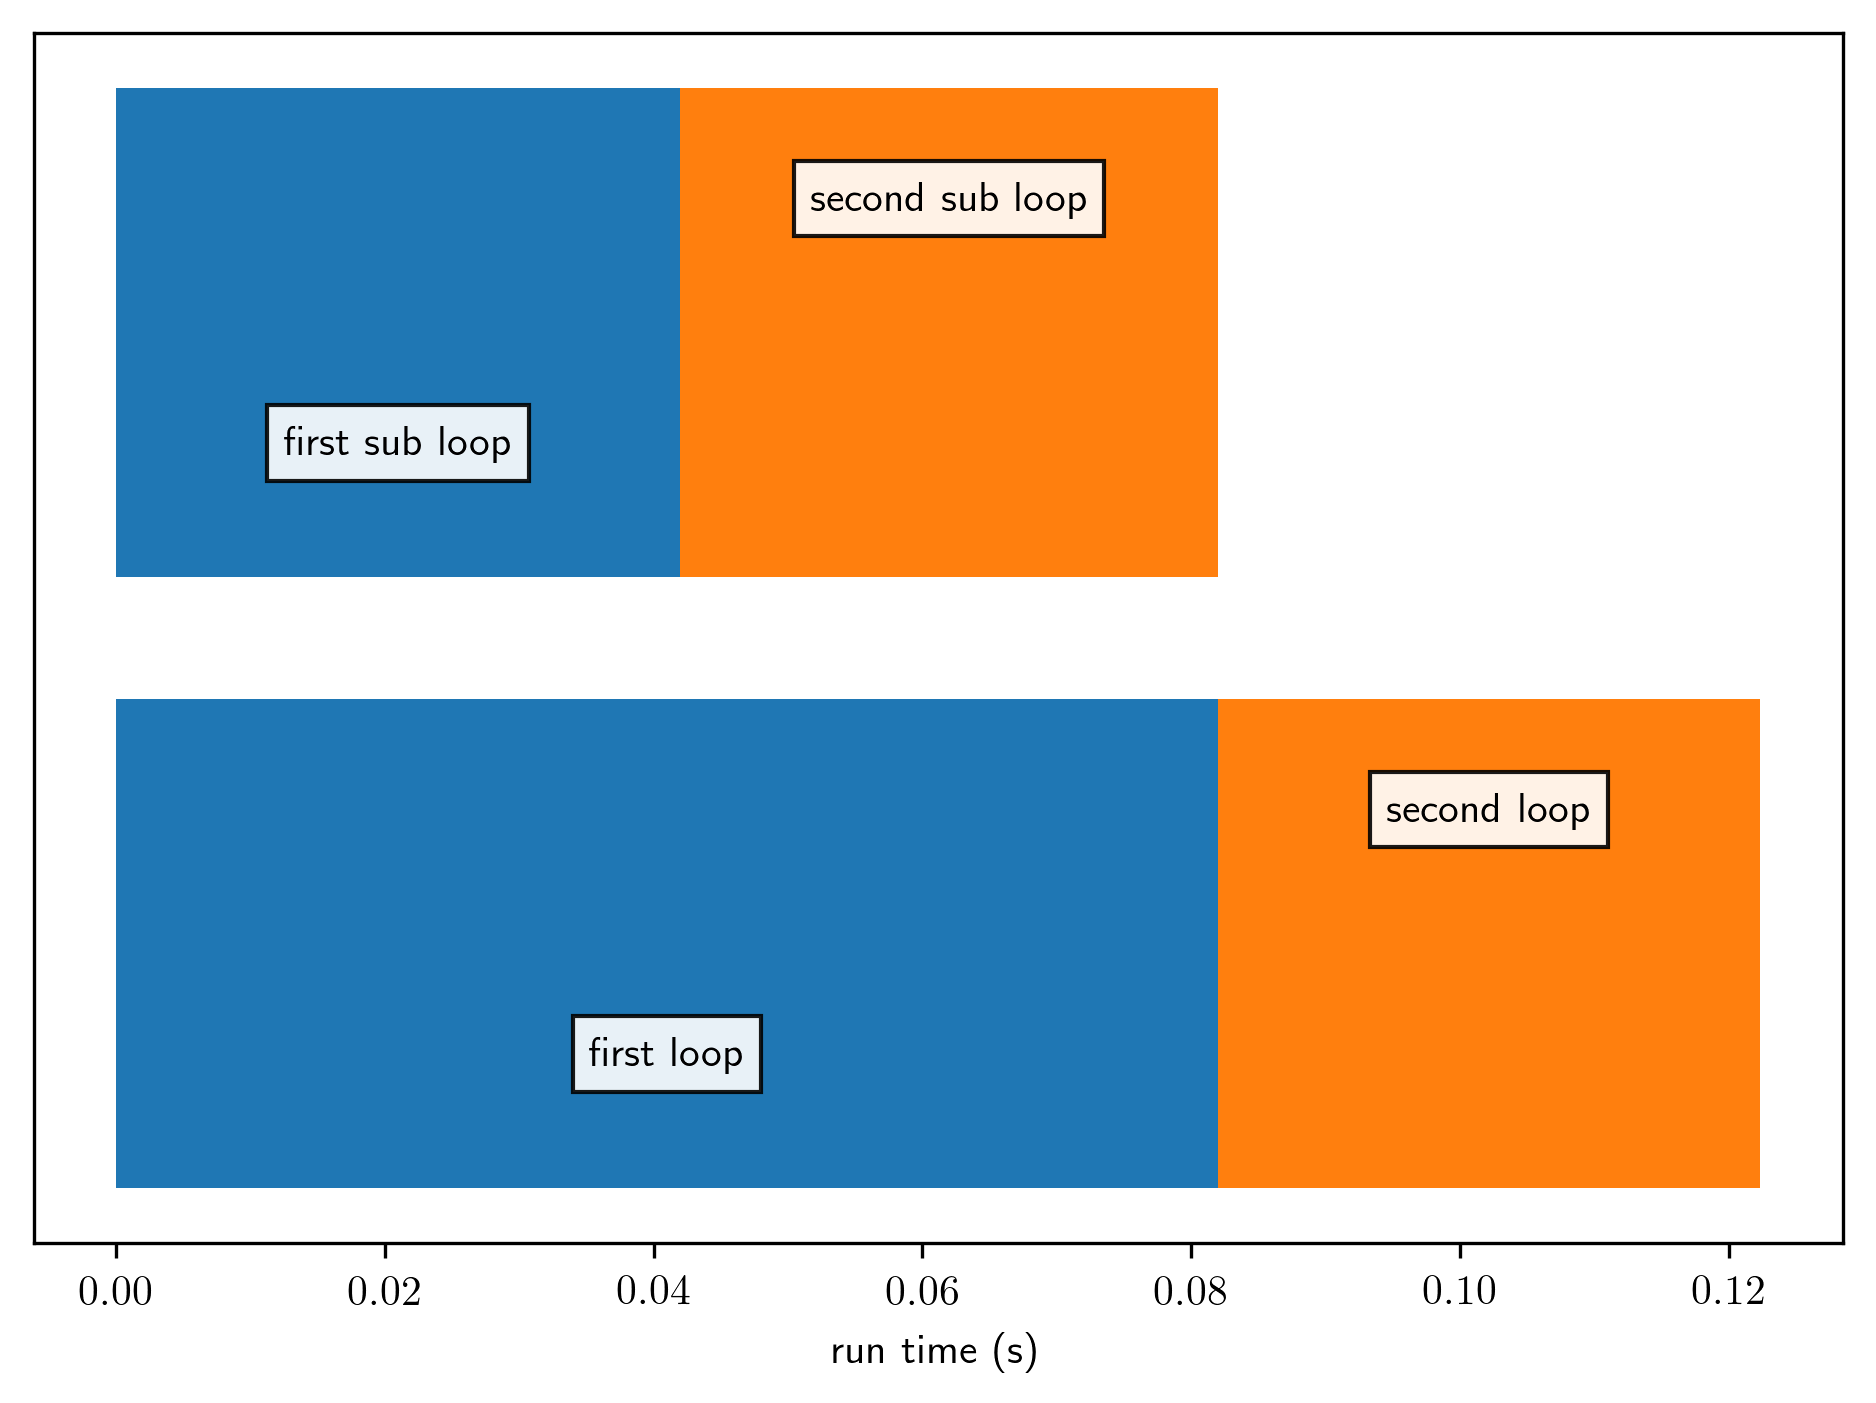 second sub loop
first sub loop
second loop
first loop
0.00 0.02 0.04 0.06 0.08 0.10 0.12
run time (s)